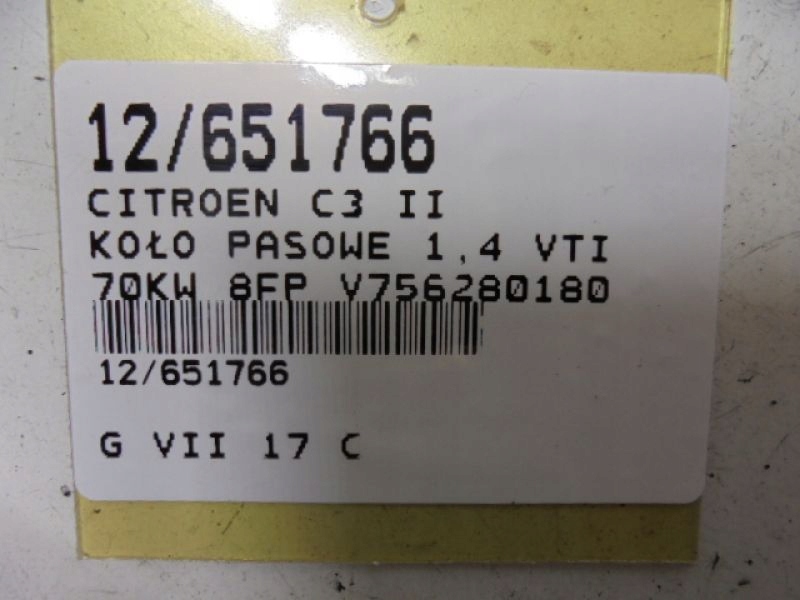 12/651766
CITROEN C3 II
KOŁO PASOWE 1,4 VTI
70KW 8FP V756280180
12/651766
G VII 17 C